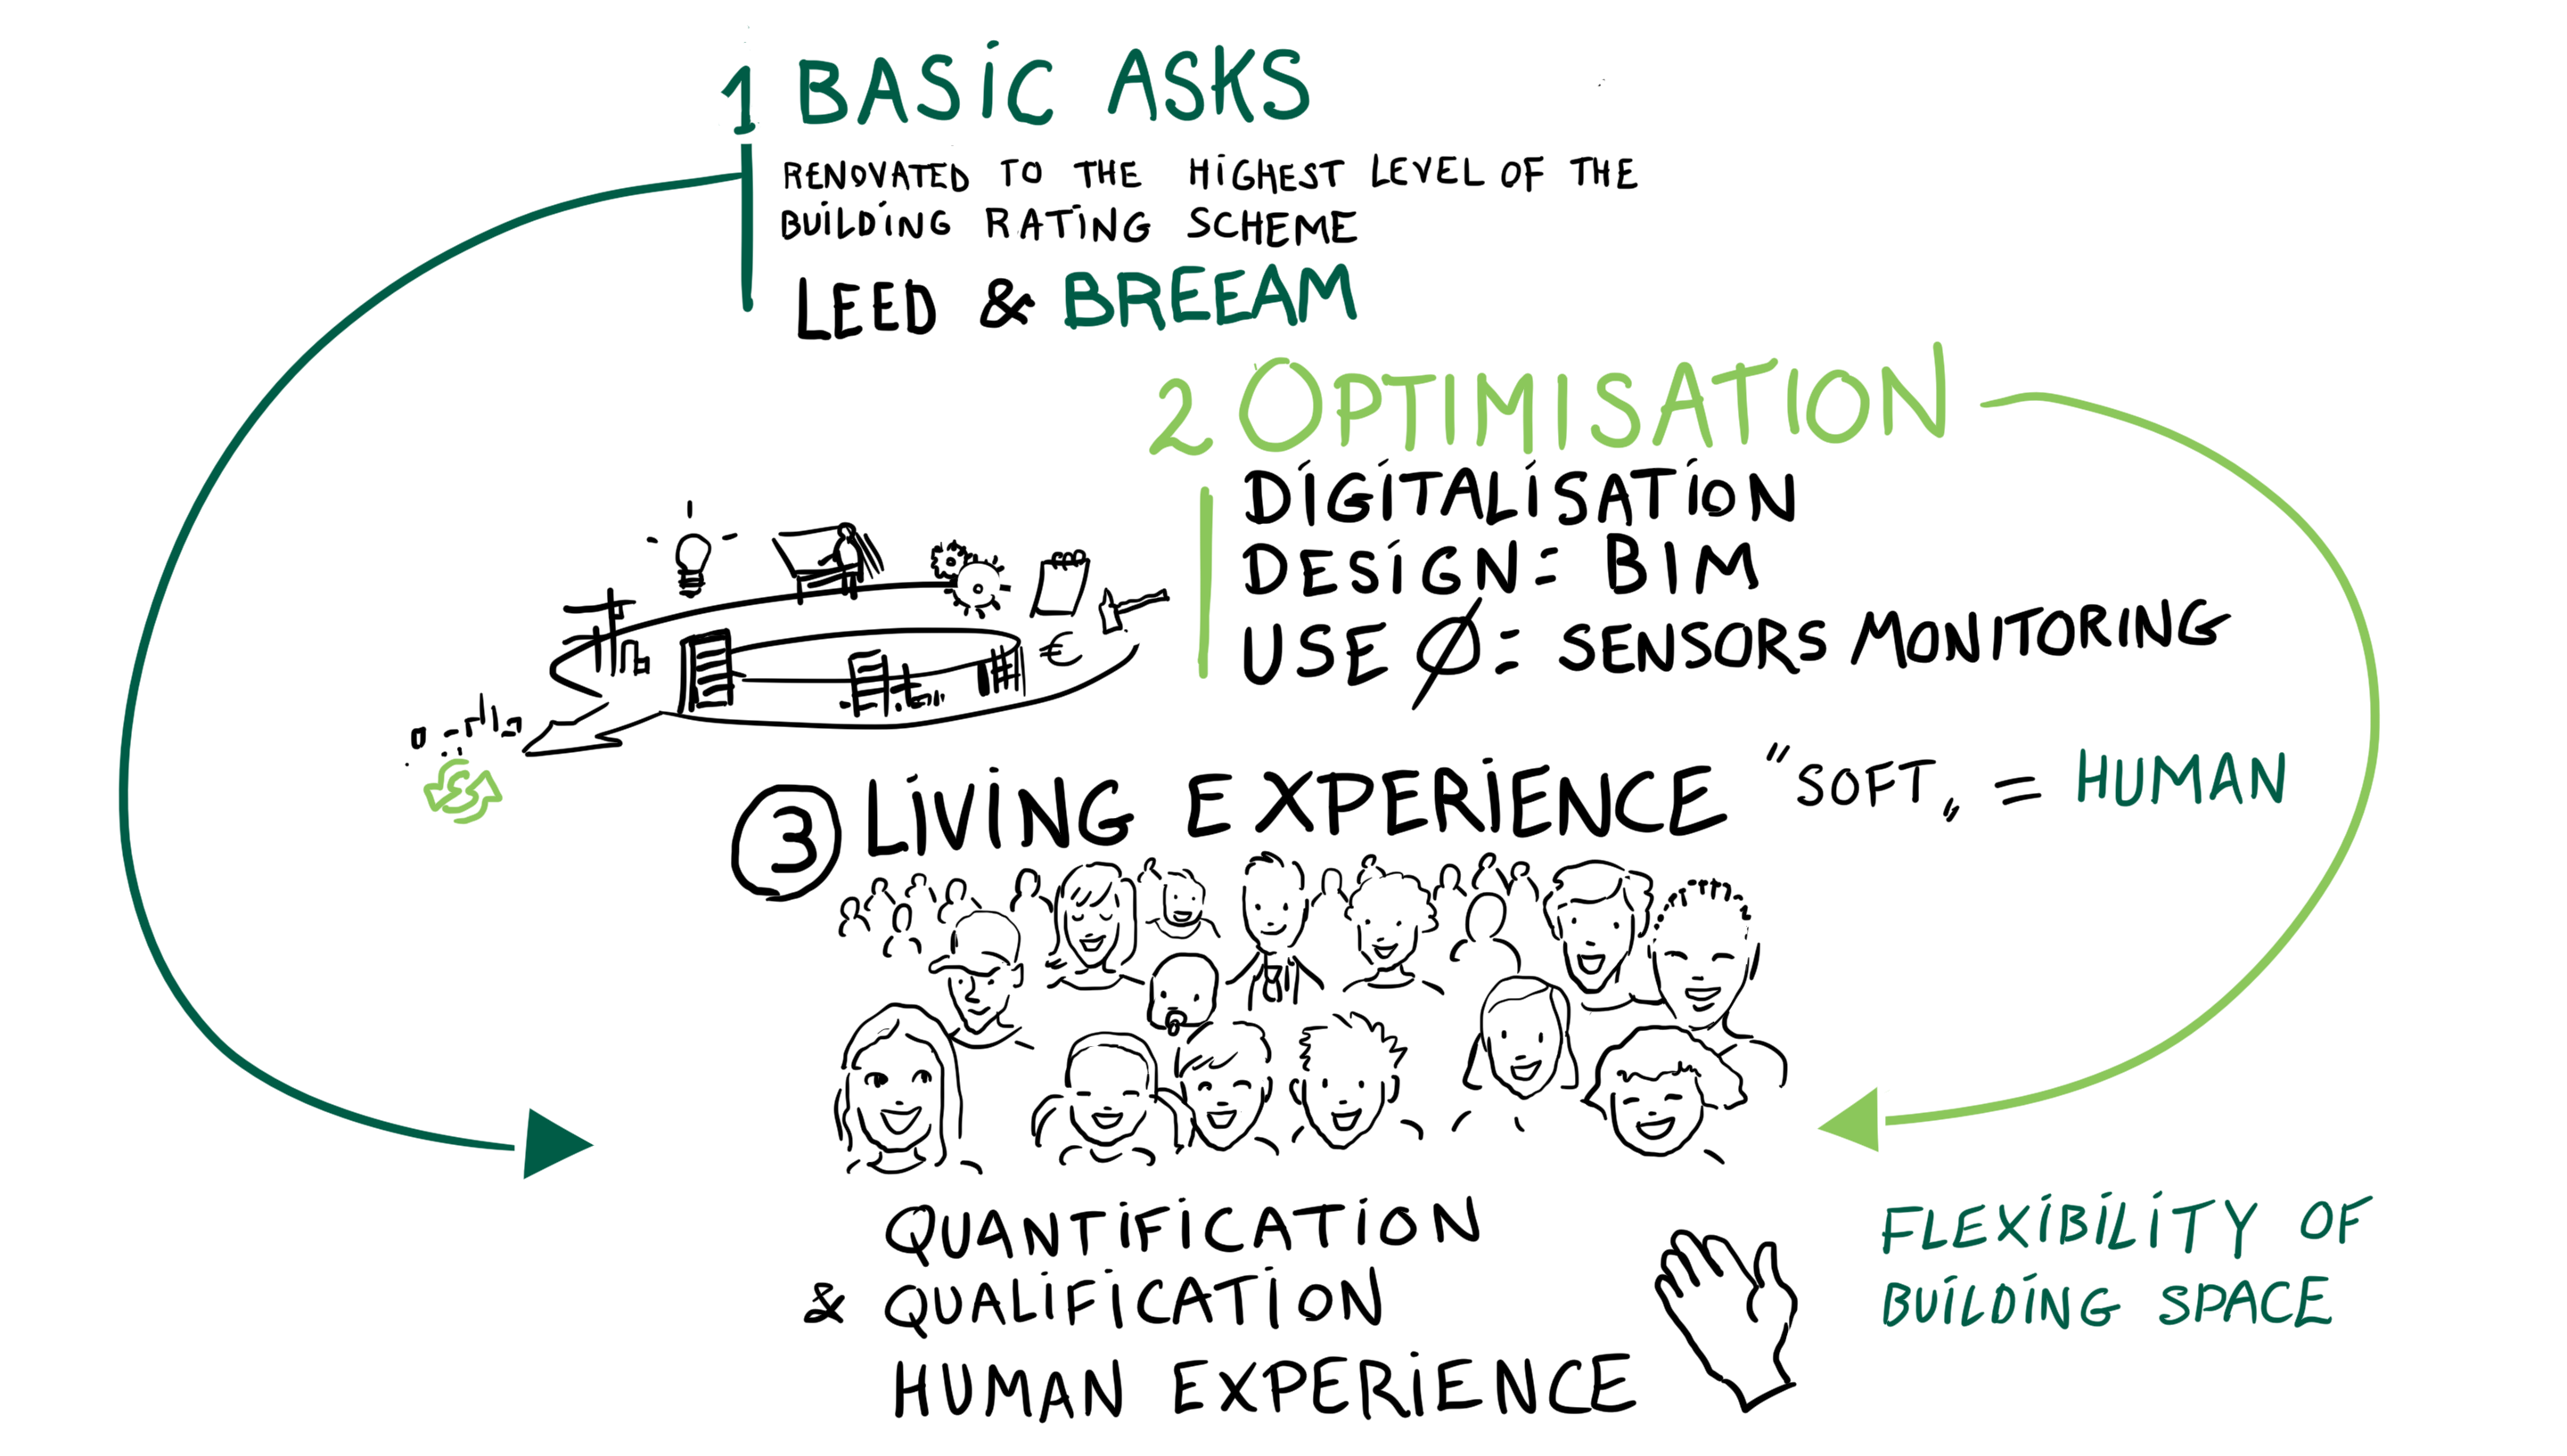 1 BASIC ASKS
RENOVATED TO THE HIGHEST LEVEL OF THE
BUILDING RATING SCHEME
LEED & BREEAM
2 OPTIMISATION
DIGITALISATION
DESIGN = BIM
USE Ø = SENSORS MONITORING
€
3 LIVING EXPERIENCE "SOFT" = HUMAN
QUANTIFICATION
& QUALIFICATION
HUMAN EXPERIENCE
FLEXIBILITY OF
BUILDING SPACE